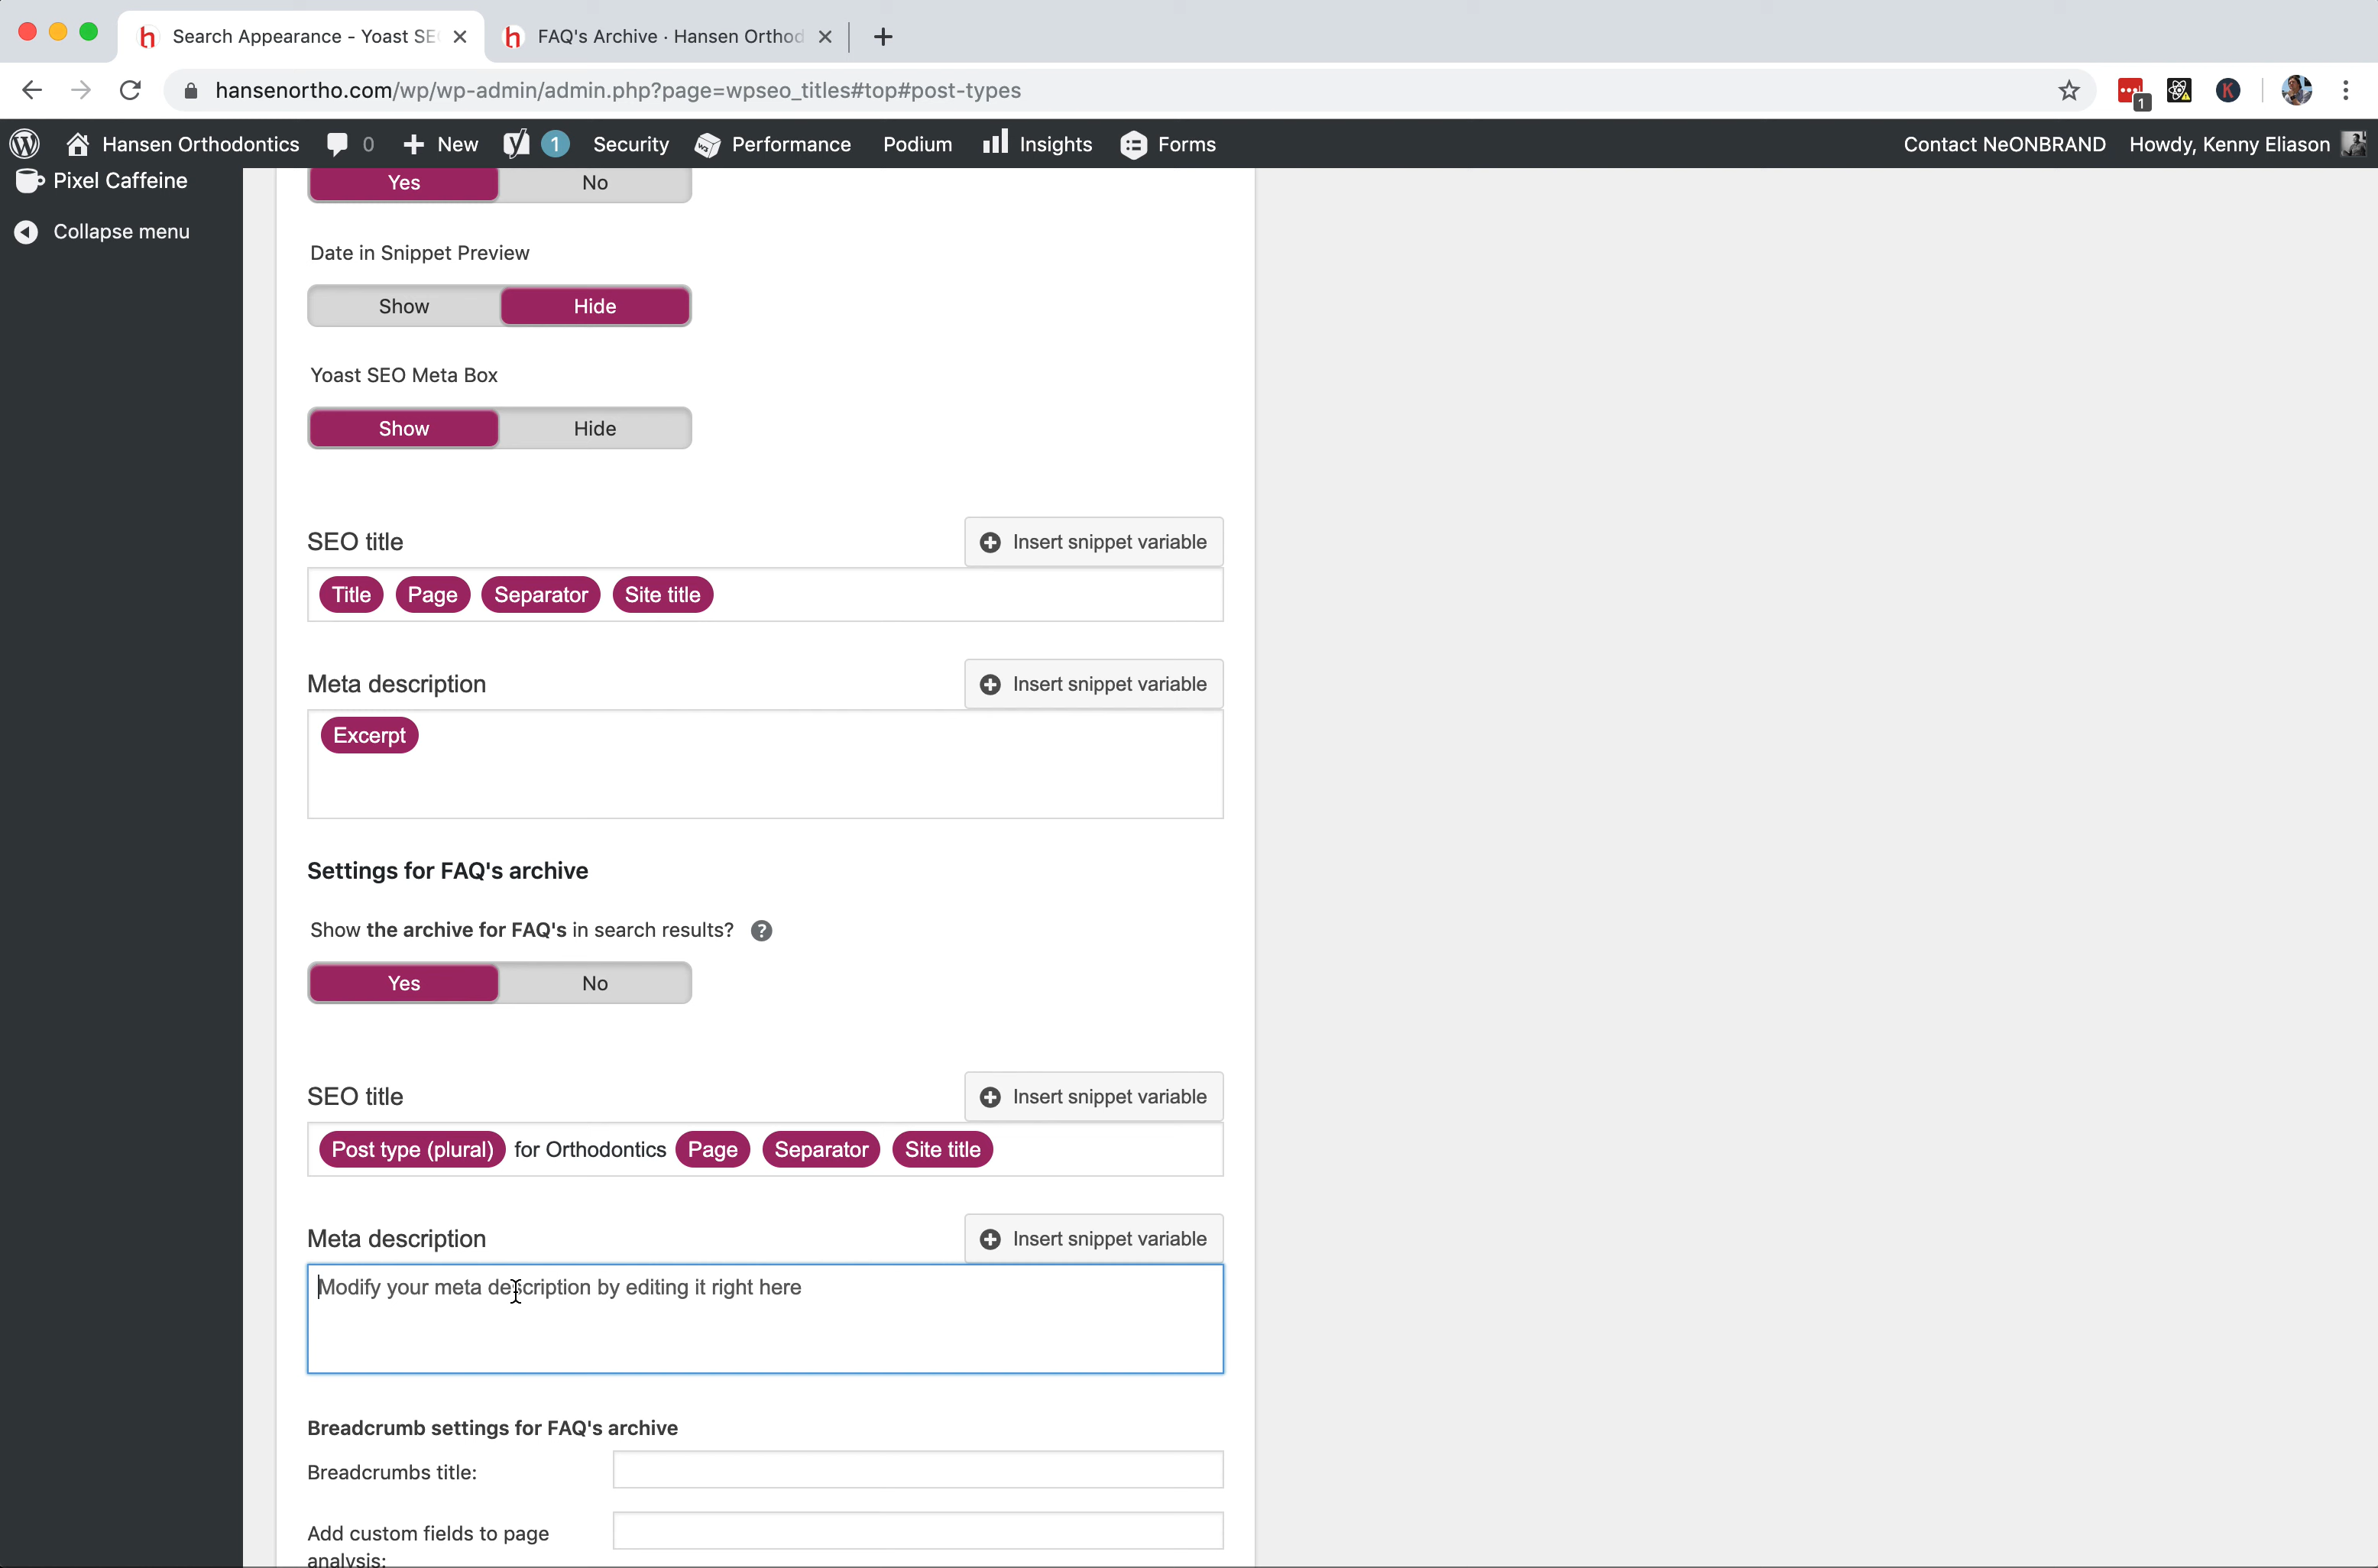 Search Appearance - Yoast SE
FAQ's Archive · Hansen Orthod
hansenortho.com/wp/wp-admin/admin.php?page=wpseo_titles#top#post-types
1
K
Hansen Orthodontics
0
New
1
Security
Performance
Podium
Insights
Forms
Contact NeONBRAND
Howdy, Kenny Eliason
Pixel Caffeine
Collapse menu
Yes
No
Date in Snippet Preview
Show
Hide
Yoast SEO Meta Box
Show
Hide
SEO title
Insert snippet variable
Title Page Separator Site title
Meta description
Insert snippet variable
Excerpt
Settings for FAQ's archive
Show the archive for FAQ's in search results? ?
Yes
No
SEO title
Insert snippet variable
Post type (plural) for Orthodontics Page Separator Site title
Meta description
Insert snippet variable
Modify your meta description by editing it right here
Breadcrumb settings for FAQ's archive
Breadcrumbs title:
Add custom fields to page
analysis: